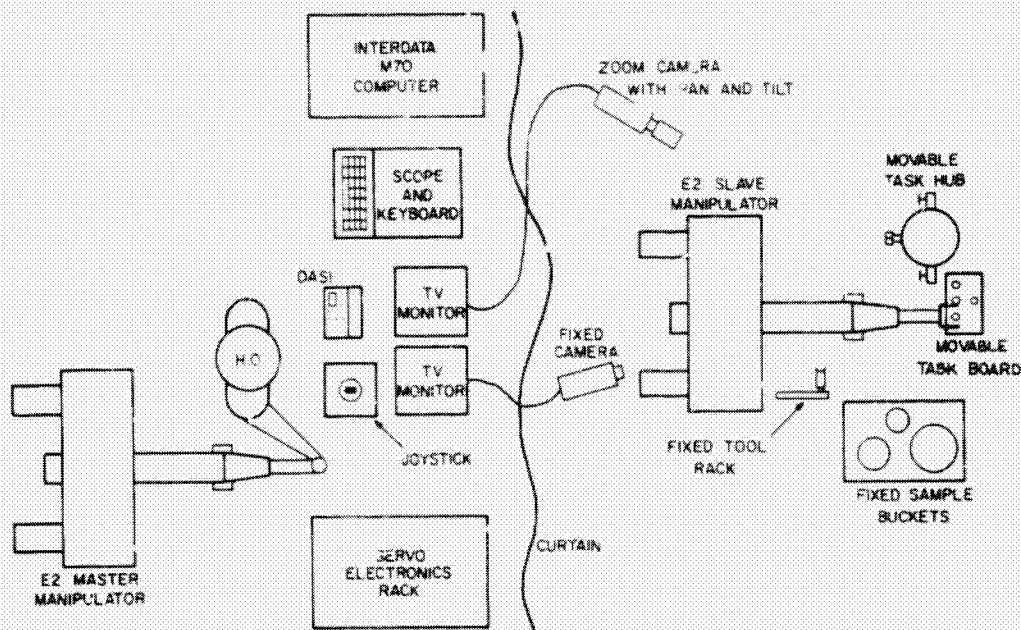 INTERDATA
M70
COMPUTER
ZOOM CAMERA
WITH PAN AND TILT
SCOPE
AND
KEYBOARD
E2 SLAVE
MANIPULATOR
MOVABLE
TASK HUB
DASI
TV
MONITOR
FIXED
CAMERA
MOVABLE
TASK BOARD
H.O
TV
MONITOR
JOYSTICK
FIXED TOOL
RACK
FIXED SAMPLE
BUCKETS
CURTAIN
SERVO
ELECTRONICS
RACK
E2 MASTER
MANIPULATOR